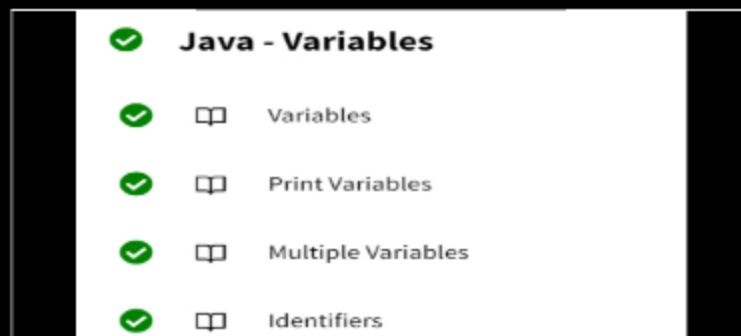 Java - Variables
Variables
Print Variables
Multiple Variables
Identifiers